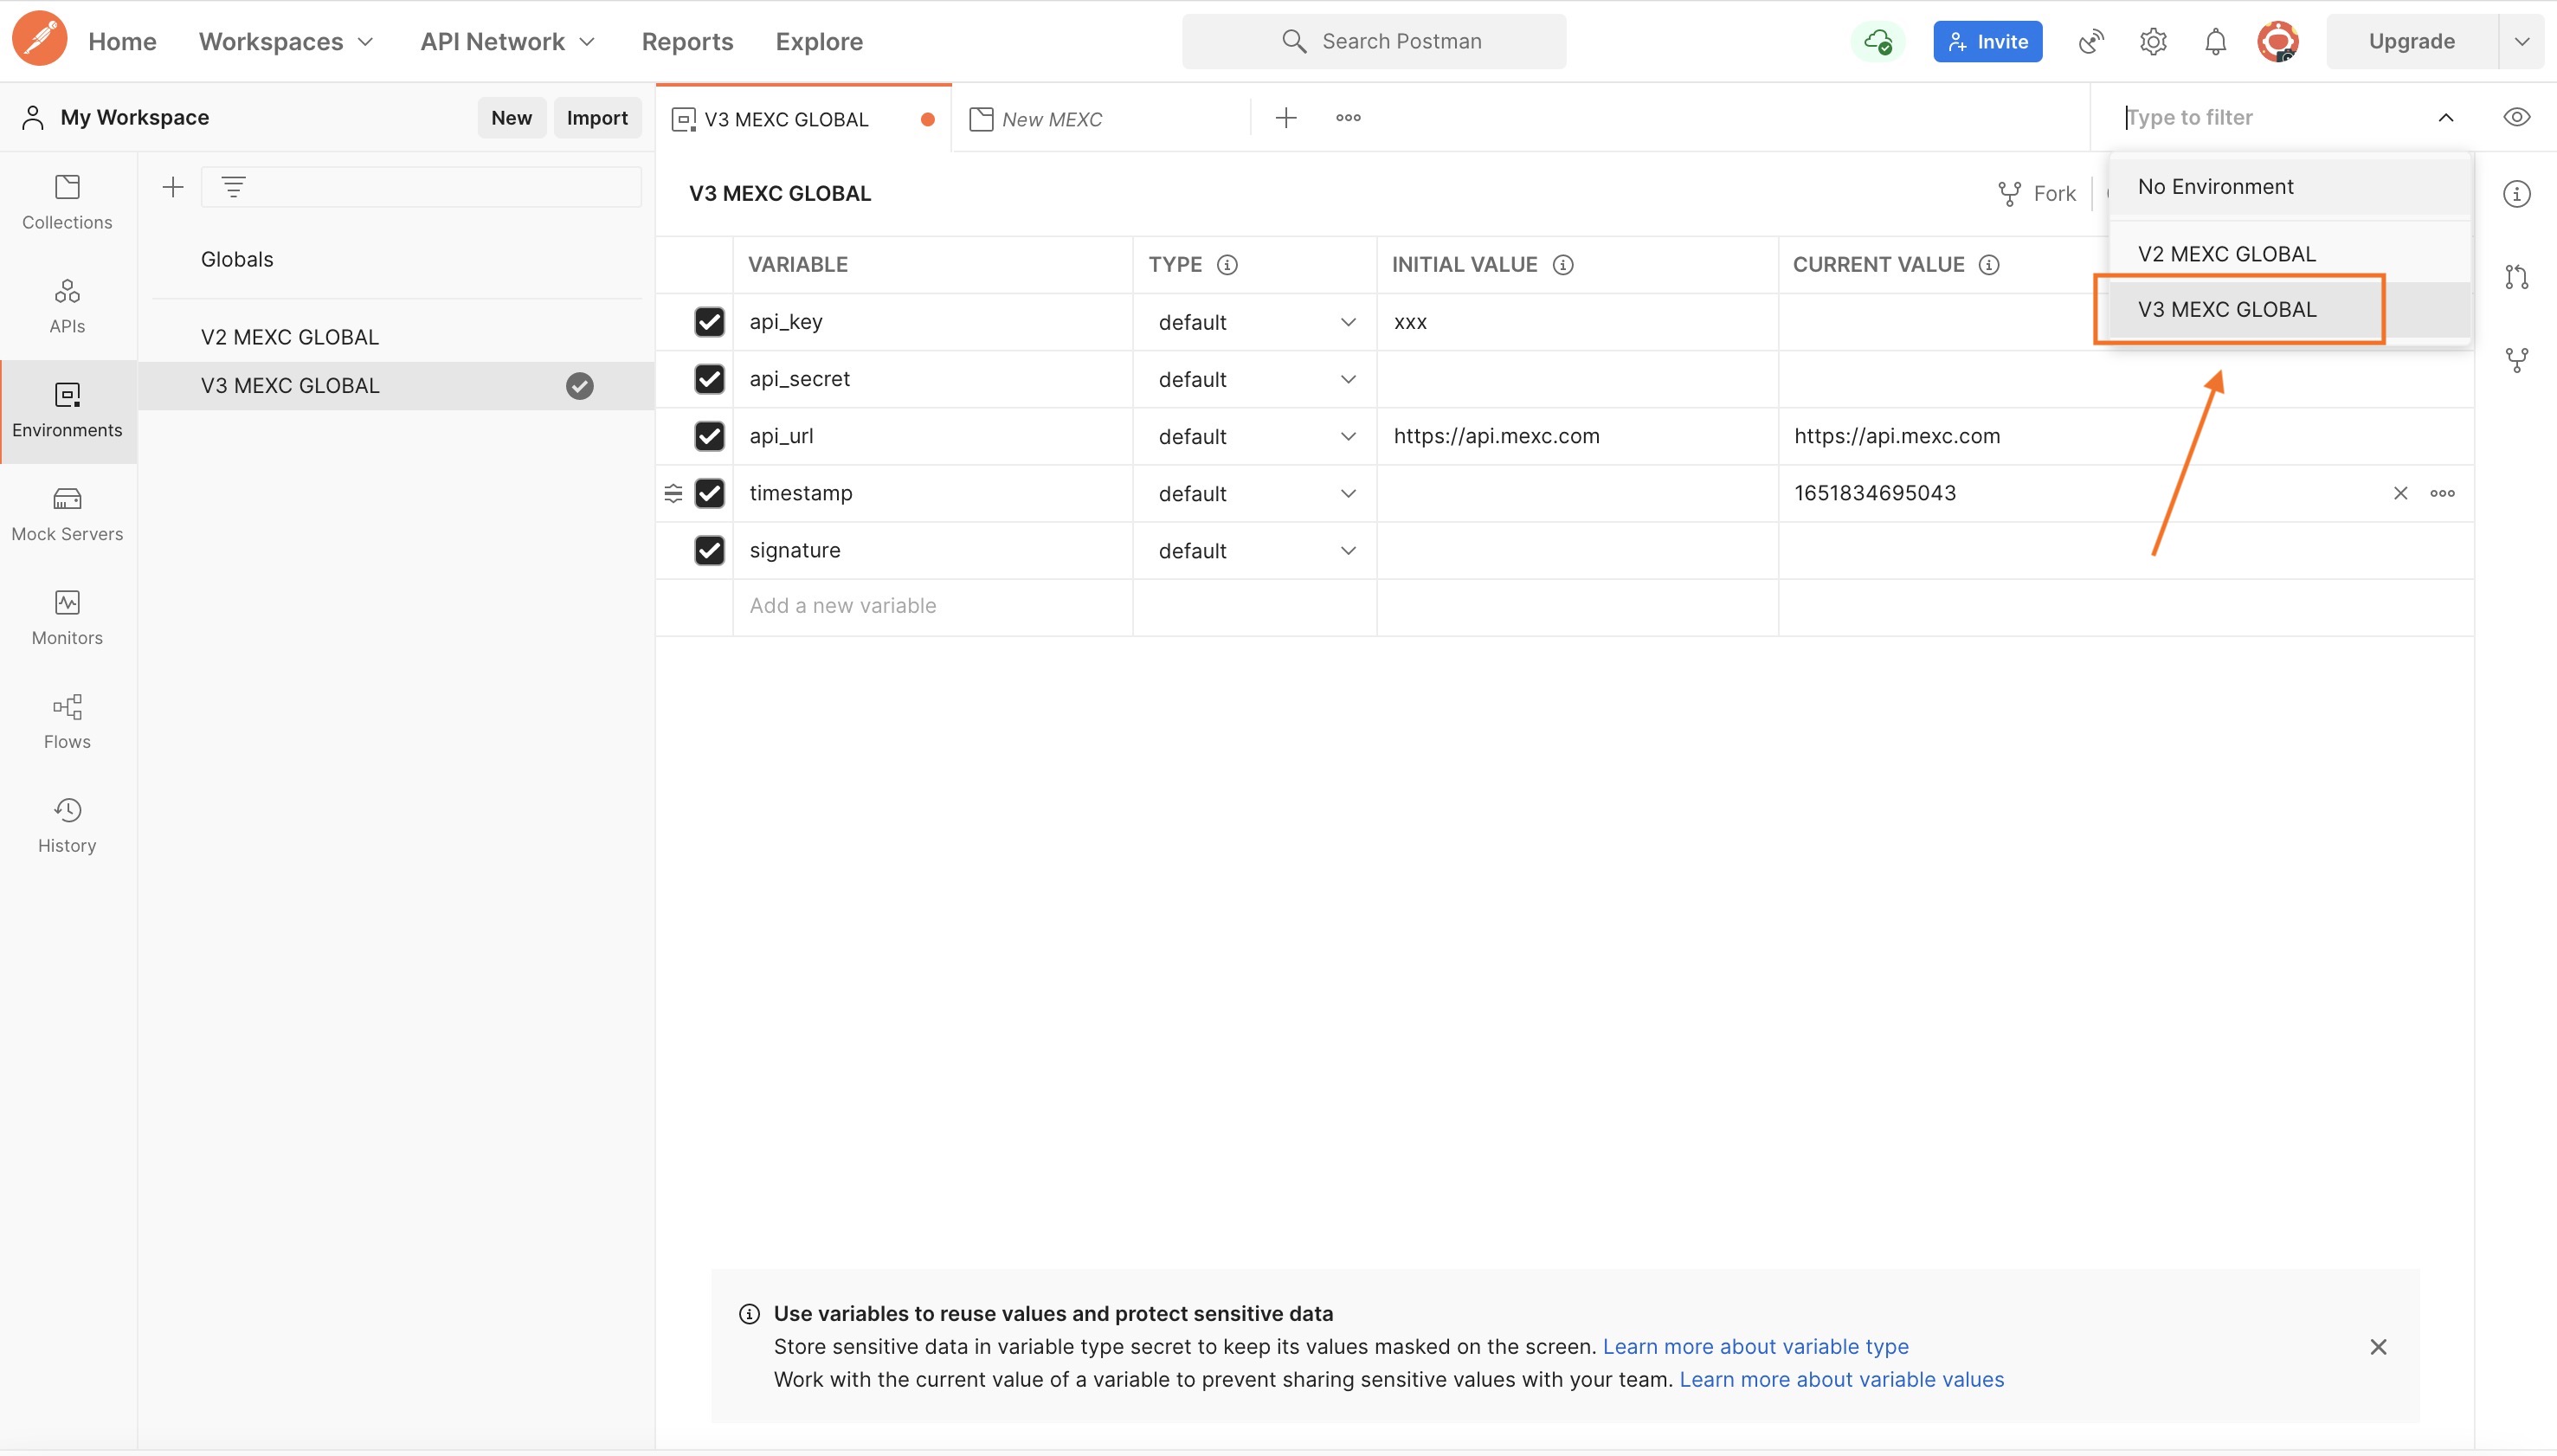 Home
Workspaces
API Network
Reports
Explore
Search Postman
Invite
Upgrade
My Workspace
New
Import
V3 MEXC GLOBAL
New MEXC
Type to filter
Collections
APIs
Environments
Mock Servers
Monitors
Flows
History
Globals
V2 MEXC GLOBAL
V3 MEXC GLOBAL
V3 MEXC GLOBAL
Fork
No Environment
V2 MEXC GLOBAL
V3 MEXC GLOBAL
VARIABLE TYPE INITIAL VALUE CURRENT VALUE
api_key default xxx
api_secret default
api_url default https://api.mexc.com https://api.mexc.com
timestamp default 1651834695043
signature default
Add a new variable
Use variables to reuse values and protect sensitive data
Store sensitive data in variable type secret to keep its values masked on the screen. Learn more about variable type
Work with the current value of a variable to prevent sharing sensitive values with your team. Learn more about variable values